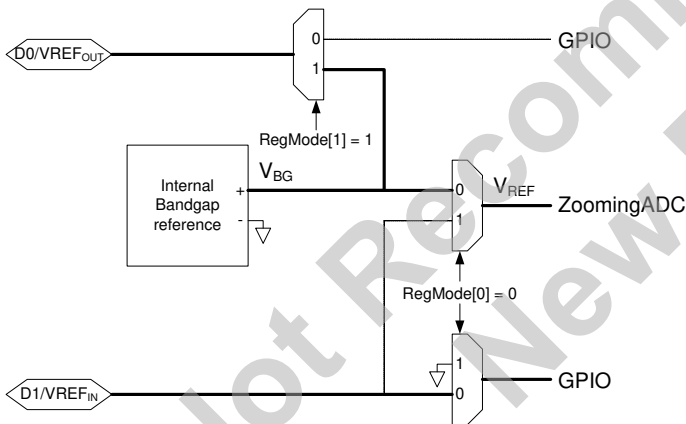 D0/VREFOUT
0
GPIO
1
RegMode[1] = 1
Internal
Bandgap
reference
VBG
+
-
0
VREF
1
ZoomingADC
RegMode[0] = 0
1
0
GPIO
D1/VREFIN